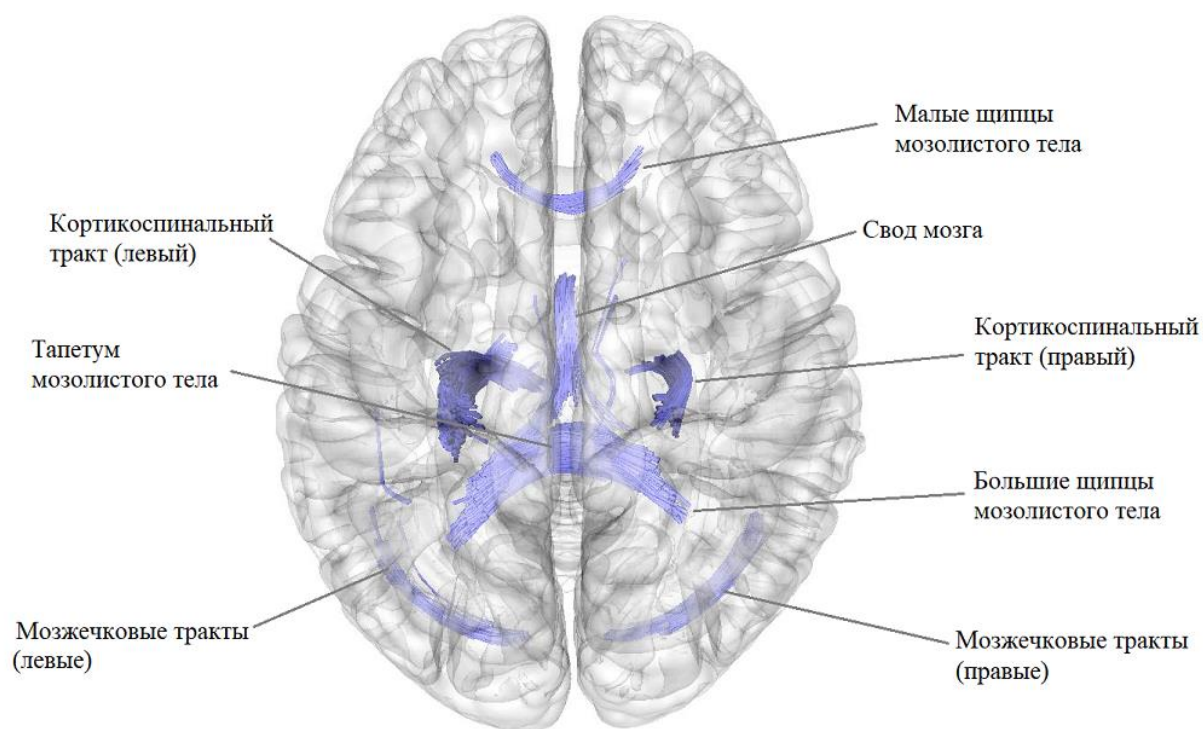 Малые щипцы
мозолистого тела
Кортикоспинальный
тракт (левый)
Свод мозга
Кортикоспинальный
тракт (правый)
Тапетум
мозолистого тела
Большие щипцы
мозолистого тела
Мозжечковые тракты
(левые)
Мозжечковые тракты
(правые)